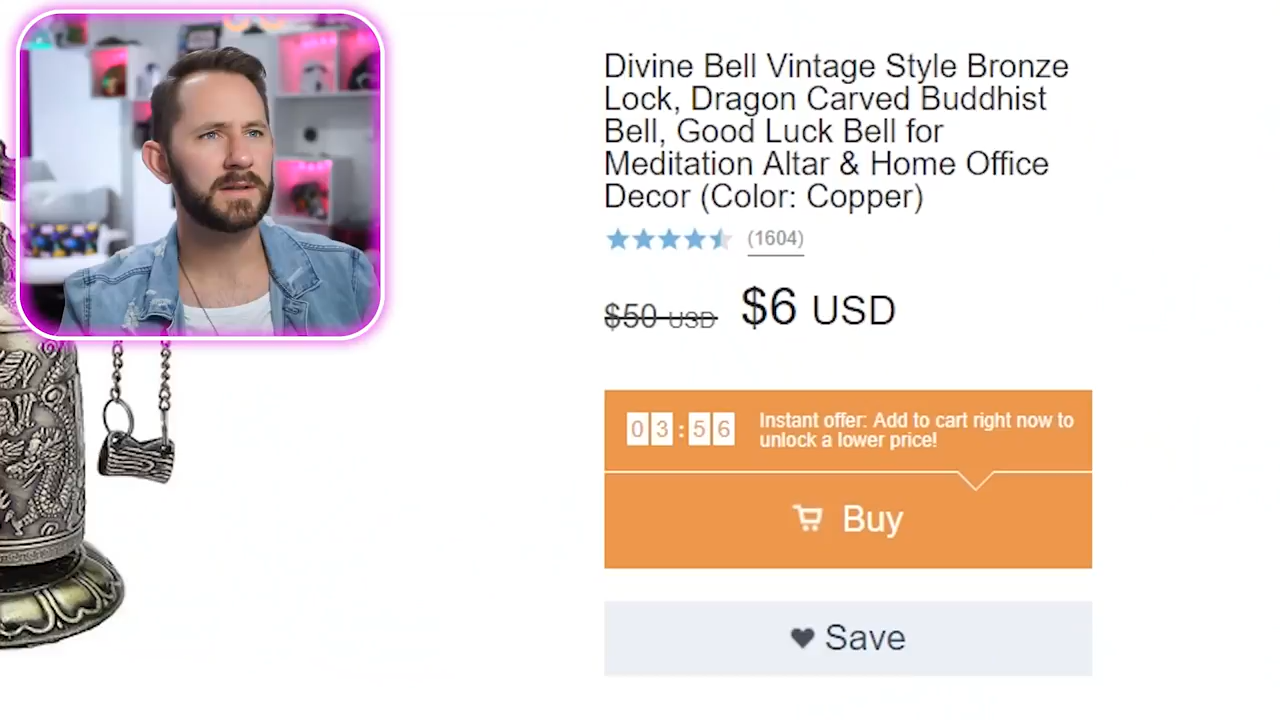 Divine Bell Vintage Style Bronze
Lock, Dragon Carved Buddhist
Bell, Good Luck Bell for
Meditation Altar & Home Office
Decor (Color: Copper)
(1604)
$50 USD $6 USD
03:56 Instant offer: Add to cart right now to
unlock a lower price!
Buy
Save